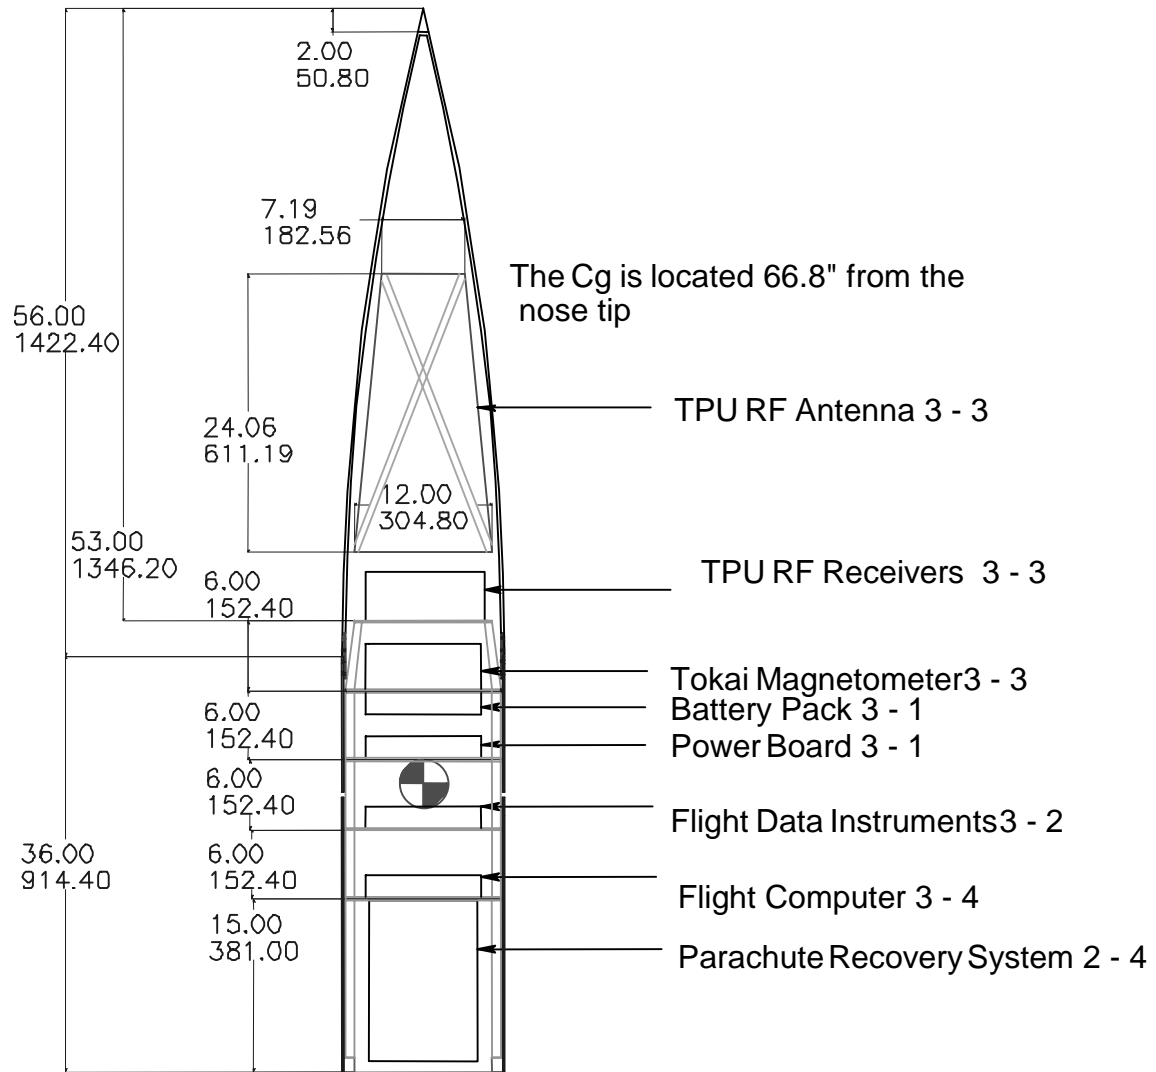 2.00
50.80
7.19
182.56
The Cg is located 66.8" from the
nose tip
56.00
1422.40
TPU RF Antenna 3 - 3
24.06
611.19
12.00
304.80
53.00
1346.20
TPU RF Receivers 3 - 3
6.00
152.40
Tokai Magnetometer3 - 3
Battery Pack 3 - 1
6.00
152.40
Power Board 3 - 1
6.00
152.40
Flight Data Instruments3 - 2
36.00
914.40
6.00
152.40
Flight Computer 3 - 4
15.00
381.00
Parachute Recovery System 2 - 4